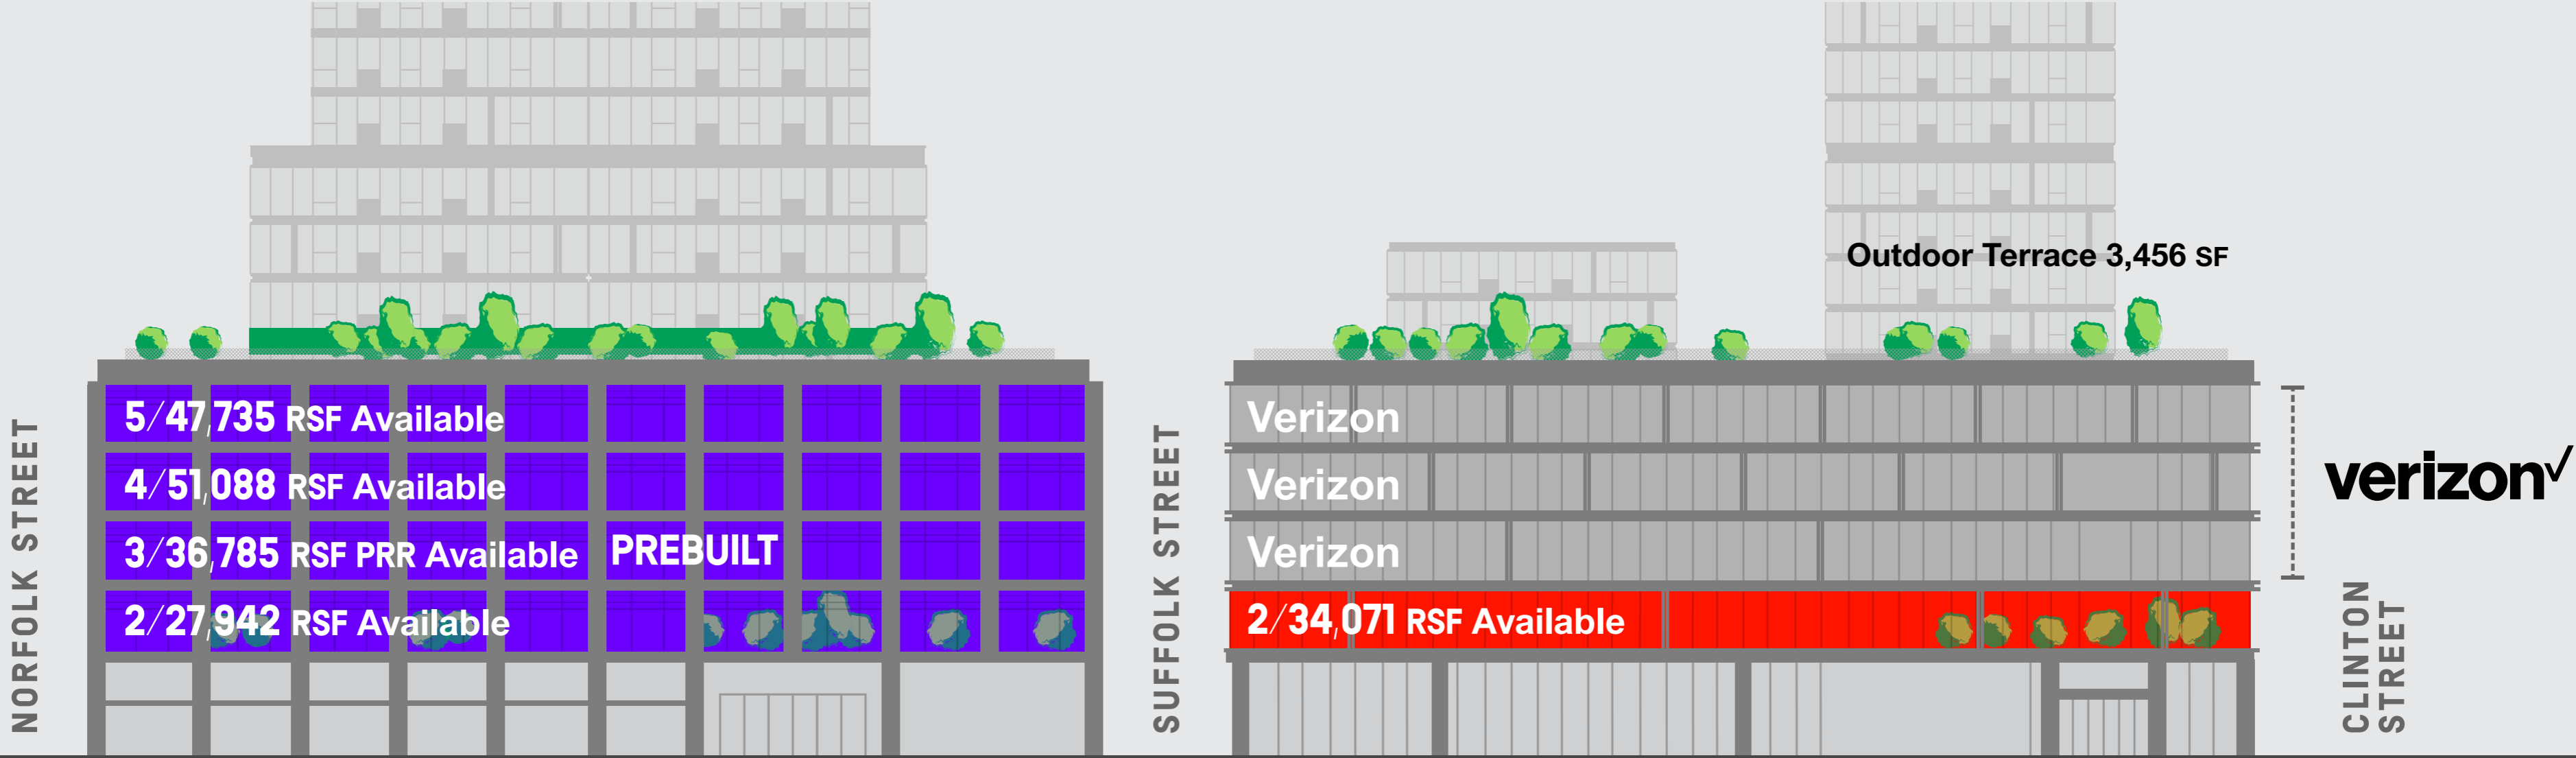 Outdoor Terrace 3,456 SF
NORFOLK STREET
5/47,735 RSF Available
4/51,088 RSF Available
3/36,785 RSF PRR Available PREBUILT
2/27,942 RSF Available
SUFFOLK STREET
Verizon
Verizon
Verizon
2/34,071 RSF Available
verizon✓
CLINTON
STREET